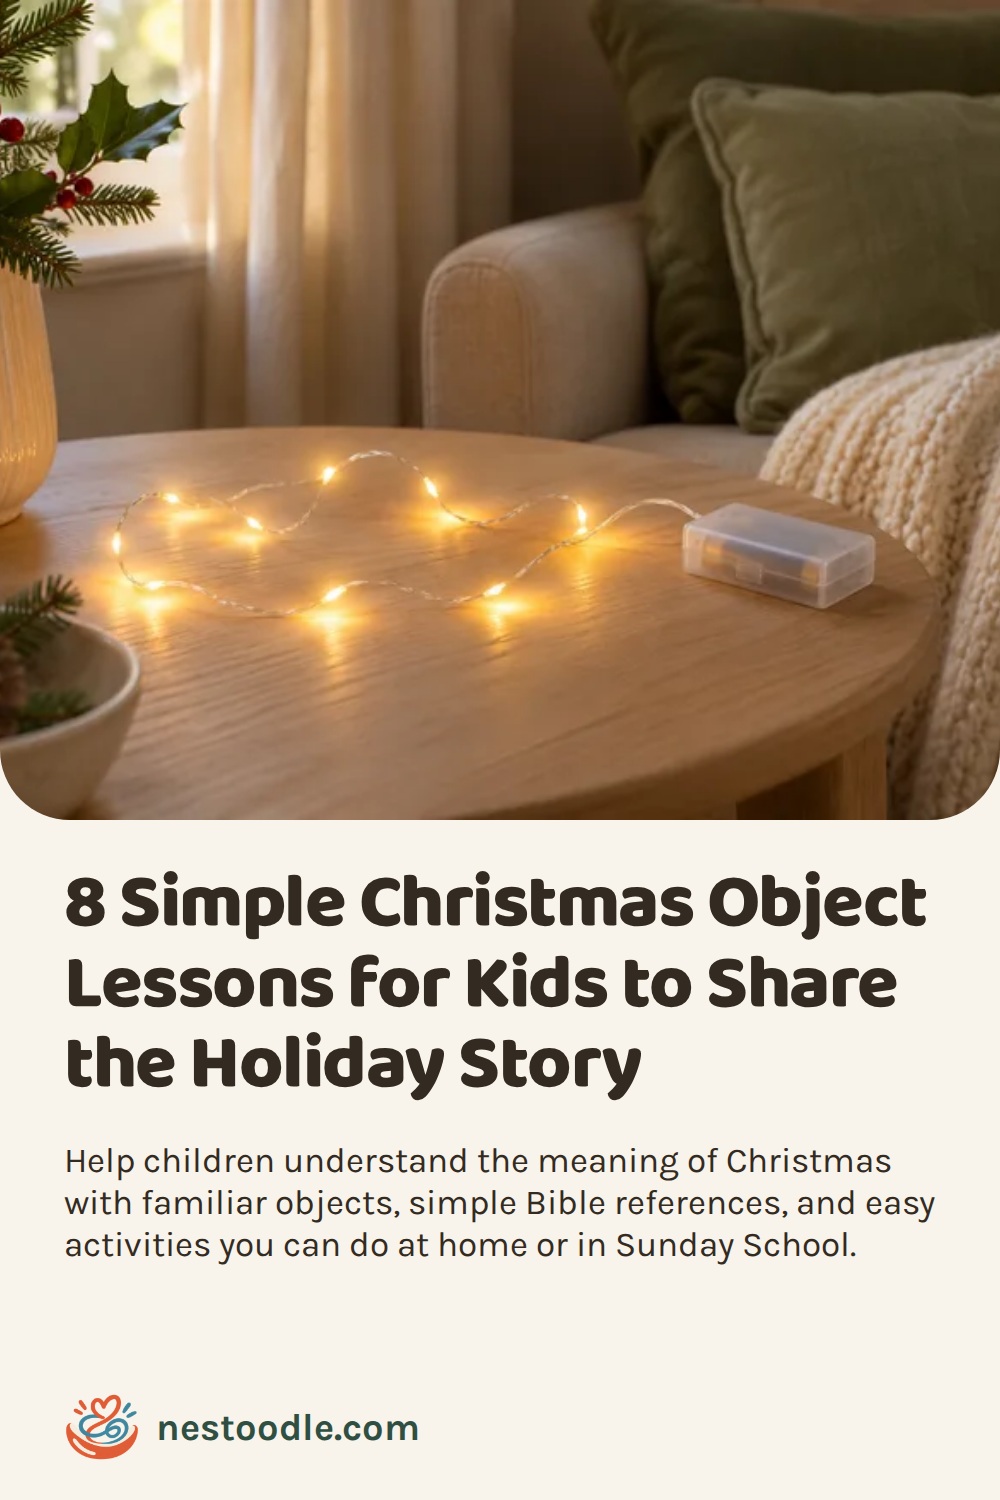 8 Simple Christmas Object
Lessons for Kids to Share
the Holiday Story
Help children understand the meaning of Christmas
with familiar objects, simple Bible references, and easy
activities you can do at home or in Sunday School.
nestoodle.com